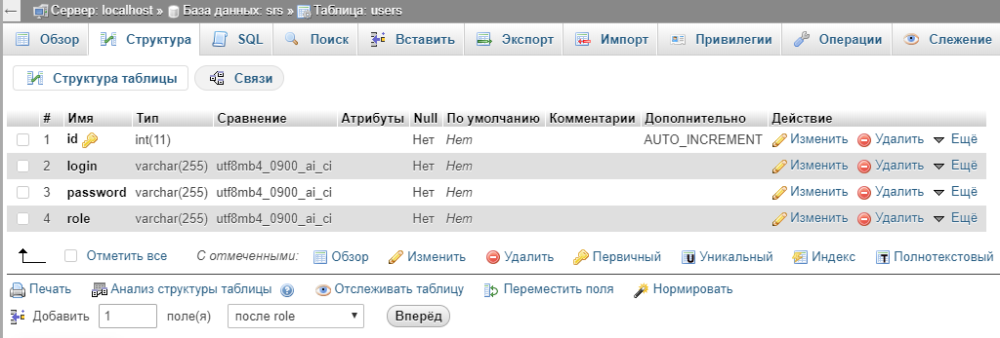 ← Сервер: localhost » База данных: srs » Таблица: users
Обзор Структура SQL Поиск Вставить Экспорт Импорт Привилегии Операции Слежение
Структура таблицы Связи
# Имя Тип Сравнение Атрибуты Null По умолчанию Комментарии Дополнительно Действие
1 id int(11) Нет Нет AUTO_INCREMENT Изменить Удалить Ещё
2 login varchar(255) utf8mb4_0900_ai_ci Нет Нет Изменить Удалить Ещё
3 password varchar(255) utf8mb4_0900_ai_ci Нет Нет Изменить Удалить Ещё
4 role varchar(255) utf8mb4_0900_ai_ci Нет Нет Изменить Удалить Ещё
Отметить все С отмеченными: Обзор Изменить Удалить Первичный Уникальный Индекс Полнотекстовый
Печать Анализ структуры таблицы Отслеживать таблицу Переместить поля Нормировать
Добавить 1 поле(я) после role Вперёд